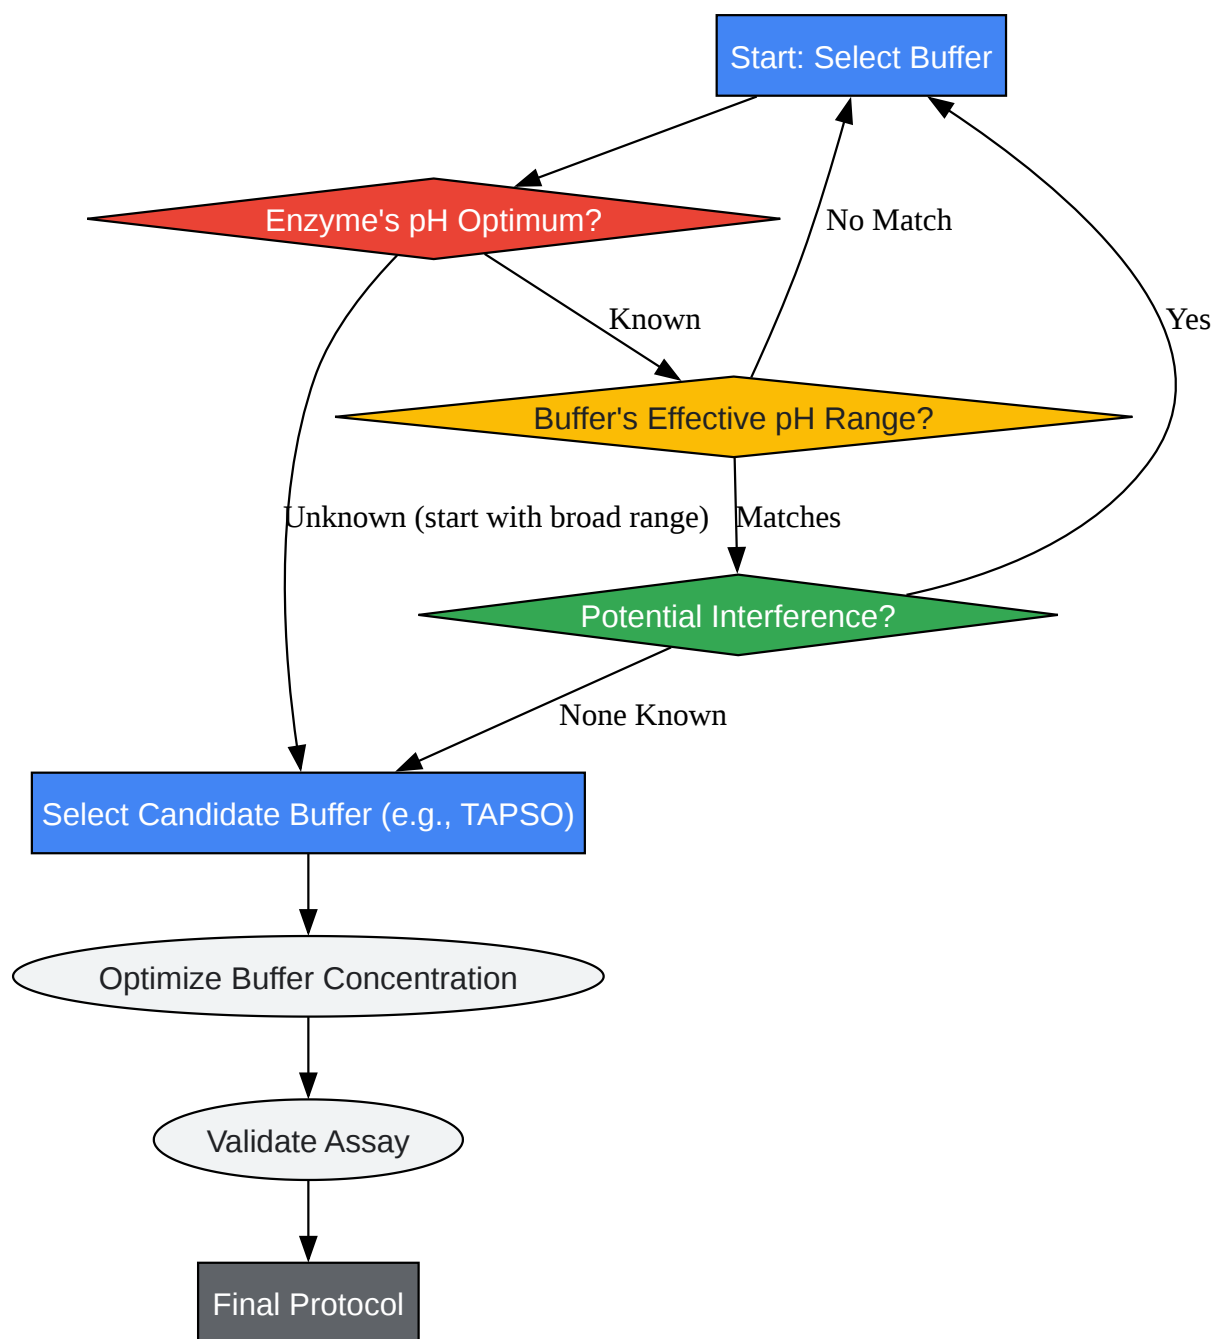 Start: Select Buffer
Enzyme's pH Optimum?
No Match
Known
Yes
Buffer's Effective pH Range?
Unknown (start with broad range)
Matches
Potential Interference?
None Known
Select Candidate Buffer (e.g., TAPSO)
Optimize Buffer Concentration
Validate Assay
Final Protocol